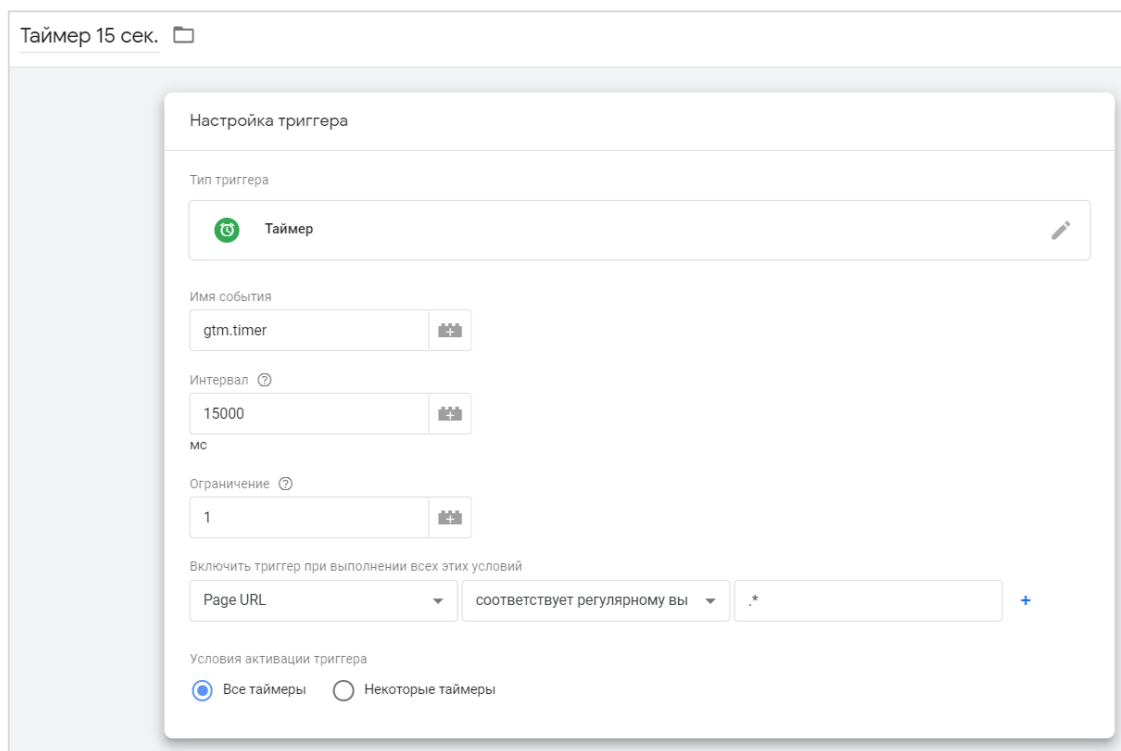 Таймер 15 сек.
Настройка триггера
Тип триггера
Таймер
Имя события
gtm.timer
Интервал
15000
мс
Ограничение
1
Включить триггер при выполнении всех этих условий
Page URL соответствует регулярному вы .*
Условия активации триггера
Все таймеры Некоторые таймеры